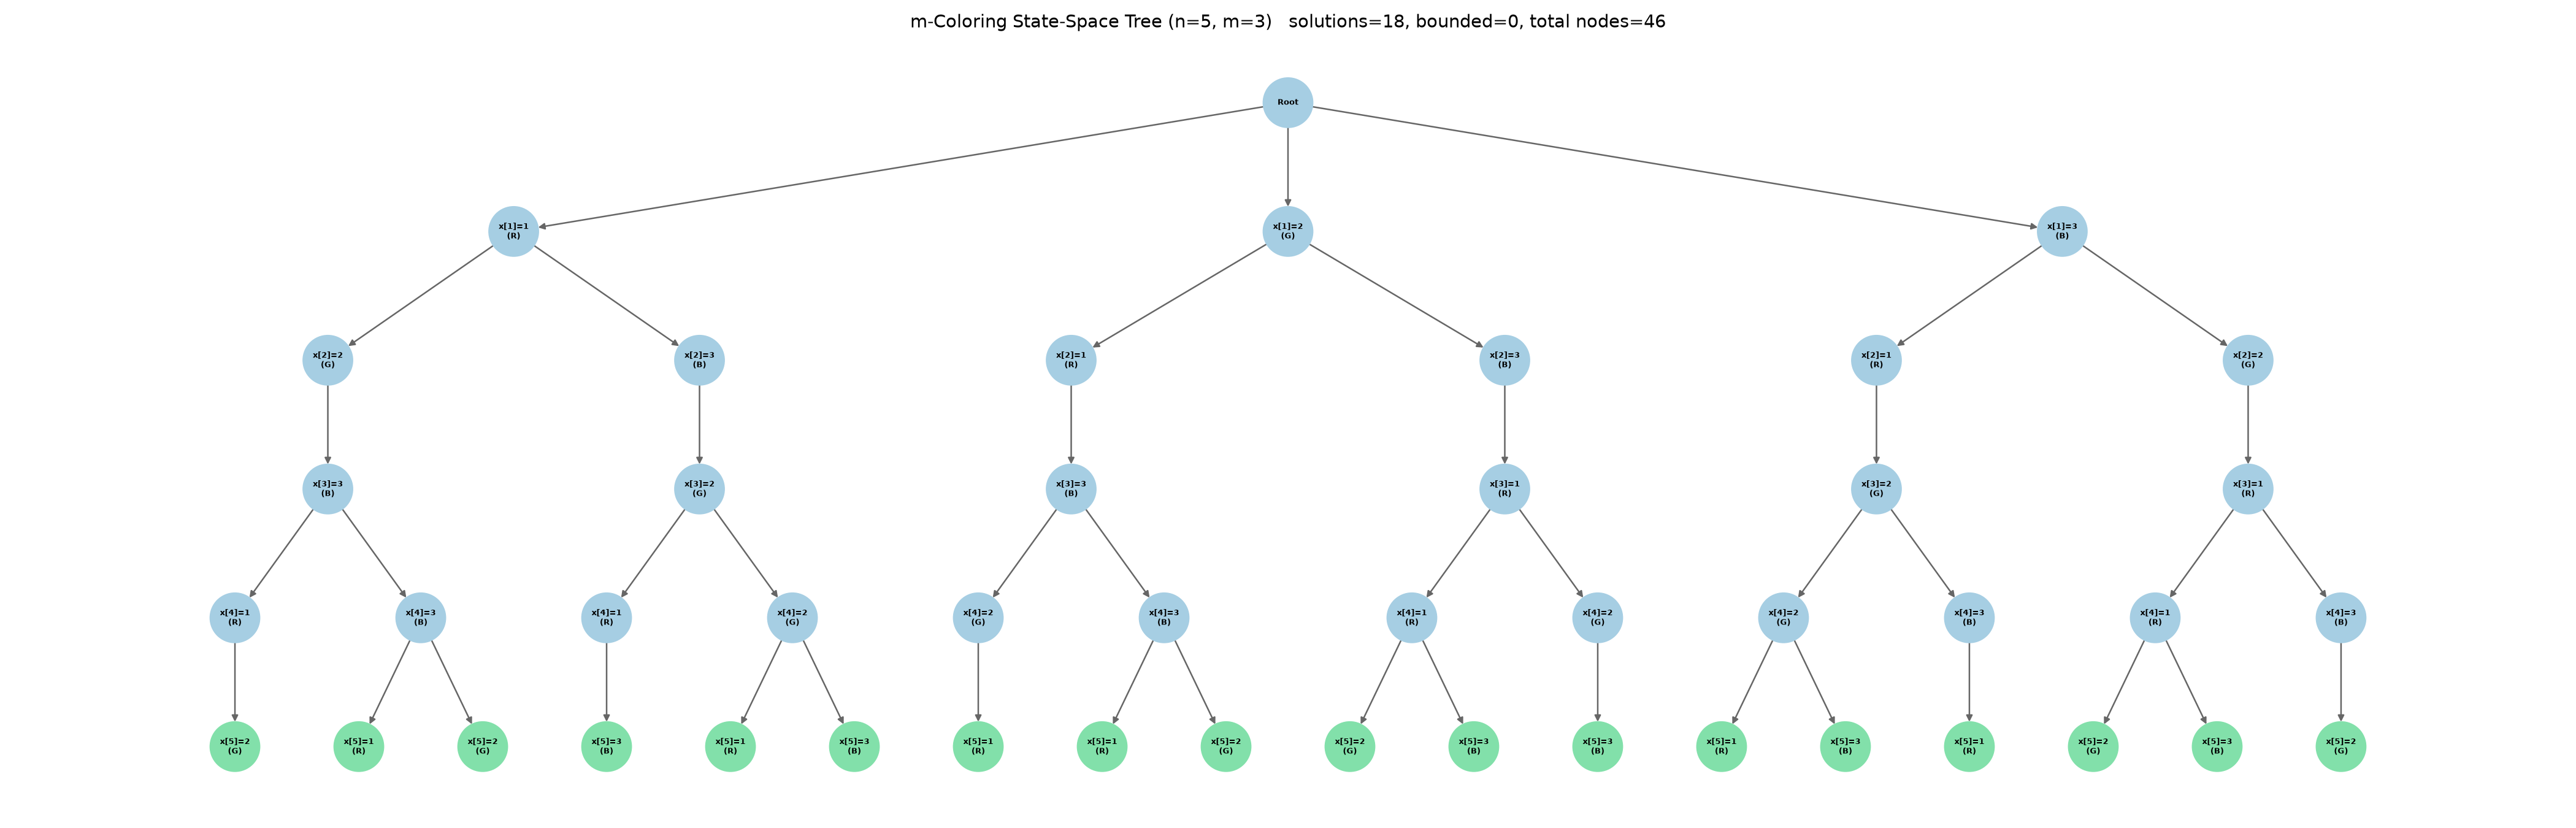 m-Coloring State-Space Tree (n=5, m=3)   solutions=18, bounded=0, total nodes=46
Root
x[1]=1
(R)
x[1]=2
(G)
x[1]=3
(B)
x[2]=2
(G)
x[2]=3
(B)
x[2]=1
(R)
x[2]=3
(B)
x[2]=1
(R)
x[2]=2
(G)
x[3]=3
(B)
x[3]=2
(G)
x[3]=3
(B)
x[3]=1
(R)
x[3]=2
(G)
x[3]=1
(R)
x[4]=1
(R)
x[4]=3
(B)
x[4]=1
(R)
x[4]=2
(G)
x[4]=2
(G)
x[4]=3
(B)
x[4]=1
(R)
x[4]=2
(G)
x[4]=2
(G)
x[4]=3
(B)
x[4]=1
(R)
x[4]=3
(B)
x[5]=2
(G)
x[5]=1
(R)
x[5]=2
(G)
x[5]=3
(B)
x[5]=1
(R)
x[5]=3
(B)
x[5]=1
(R)
x[5]=1
(R)
x[5]=2
(G)
x[5]=2
(G)
x[5]=3
(B)
x[5]=3
(B)
x[5]=1
(R)
x[5]=3
(B)
x[5]=1
(R)
x[5]=2
(G)
x[5]=3
(B)
x[5]=2
(G)